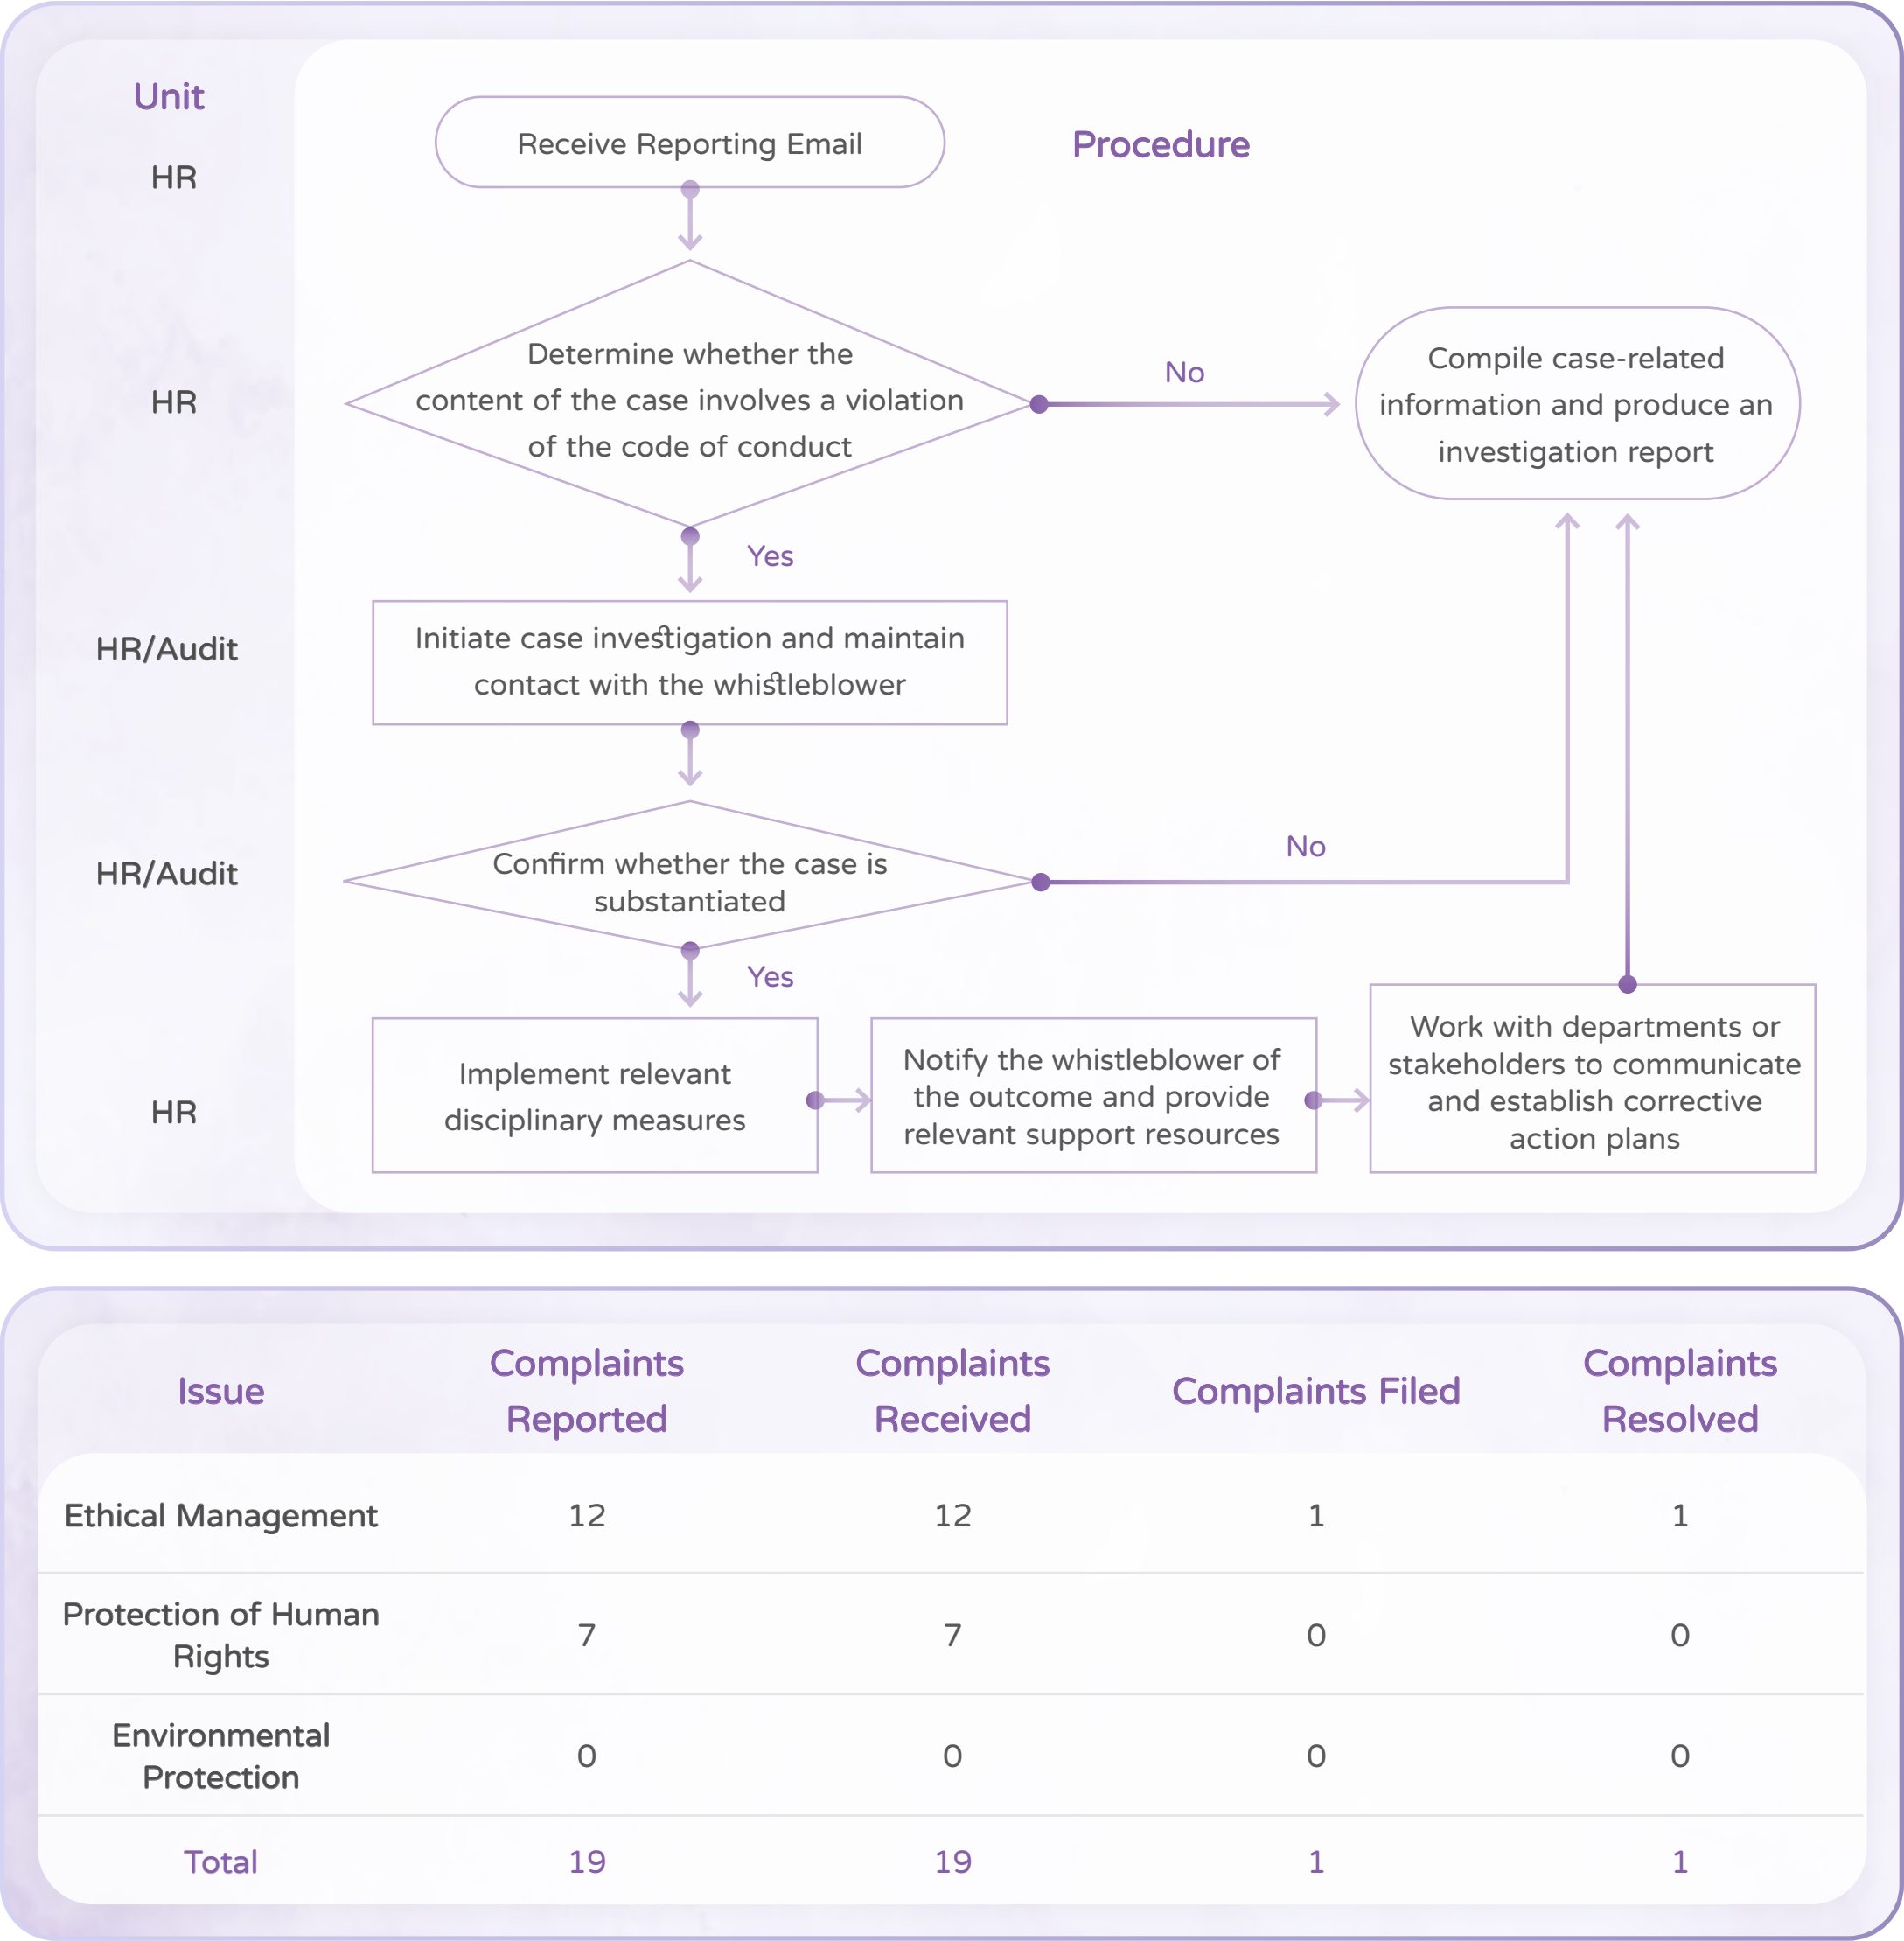 Unit
Procedure
HR
Receive Reporting Email
HR
Determine whether the
content of the case involves a violation
of the code of conduct
No
Compile case-related
information and produce an
investigation report
Yes
HR/Audit
Initiate case investigation and maintain
contact with the whistleblower
HR/Audit
Confirm whether the case is
substantiated
No
Yes
HR
Implement relevant
disciplinary measures
Notify the whistleblower of
the outcome and provide
relevant support resources
Work with departments or
stakeholders to communicate
and establish corrective
action plans
Issue
Complaints
Reported
Complaints
Received
Complaints Filed
Complaints
Resolved
Ethical Management
12
12
1
1
Protection of Human
Rights
7
7
0
0
Environmental
Protection
0
0
0
0
Total
19
19
1
1